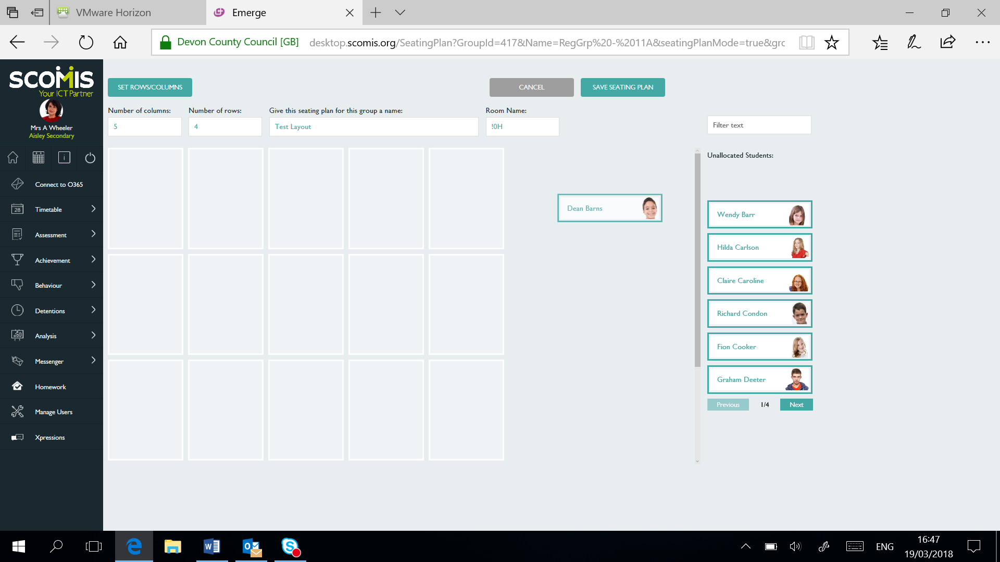 VMware Horizon
Emerge
Devon County Council [GB]
desktop.scomis.org/SeatingPlan?GroupId=417&Name=RegGrp%20-%2011A&seatingPlanMode=true&grc
SCOMIS
Your ICT Partner
Mrs A Wheeler
Aisley Secondary
Connect to O365
28
Timetable
Assessment
Achievement
Behaviour
Detentions
Analysis
Messenger
Homework
Manage Users
Xpressions
SET ROWS/COLUMNS
CANCEL
SAVE SEATING PLAN
Number of columns:
Number of rows:
Give this seating plan for this group a name:
Room Name:
5
4
Test Layout
!0H
Filter text
Unallocated Students:
Dean Barns
Wendy Barr
Hilda Carlson
Claire Caroline
Richard Condon
Fion Cooker
Graham Deeter
Previous
1/4
Next
ENG
16:47
19/03/2018